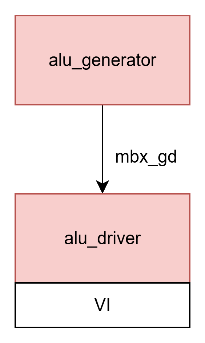 alu_generator
mbx_gd
alu_driver
VI